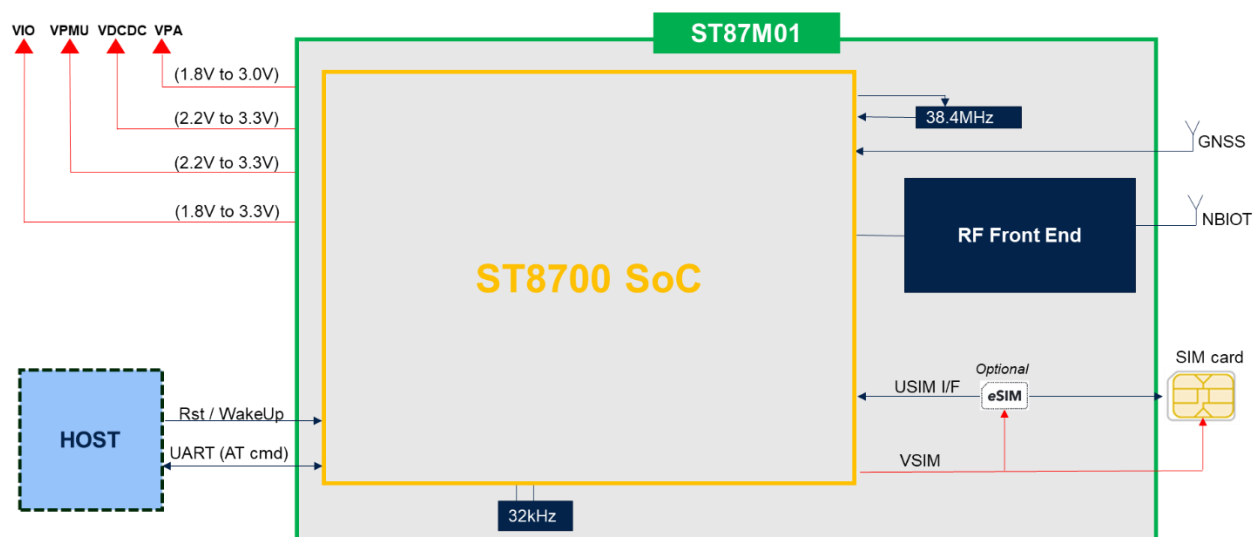 ST87M01
VIO VPMU VDCDC VPA
(1.8V to 3.0V)
(2.2V to 3.3V)
(2.2V to 3.3V)
(1.8V to 3.3V)
38.4MHz
GNSS
NBIOT
RF Front End
ST8700 SoC
SIM card
Optional
USIM I/F
eSIM
VSIM
HOST
Rst / WakeUp
UART (AT cmd)
32kHz